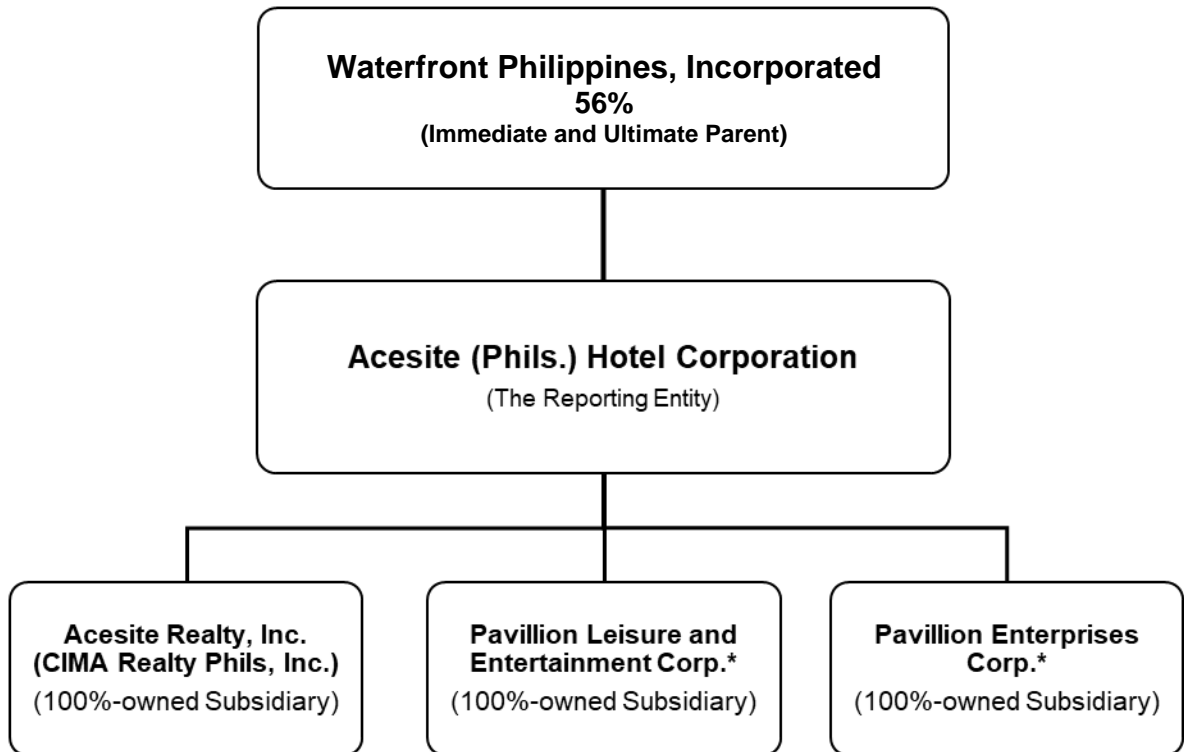 Waterfront Philippines, Incorporated
56%
(Immediate and Ultimate Parent)
Acesite (Phils.) Hotel Corporation
(The Reporting Entity)
Acesite Realty, Inc.
(CIMA Realty Phils, Inc.)
(100%-owned Subsidiary)
Pavillion Leisure and
Entertainment Corp.*
(100%-owned Subsidiary)
Pavillion Enterprises
Corp.*
(100%-owned Subsidiary)